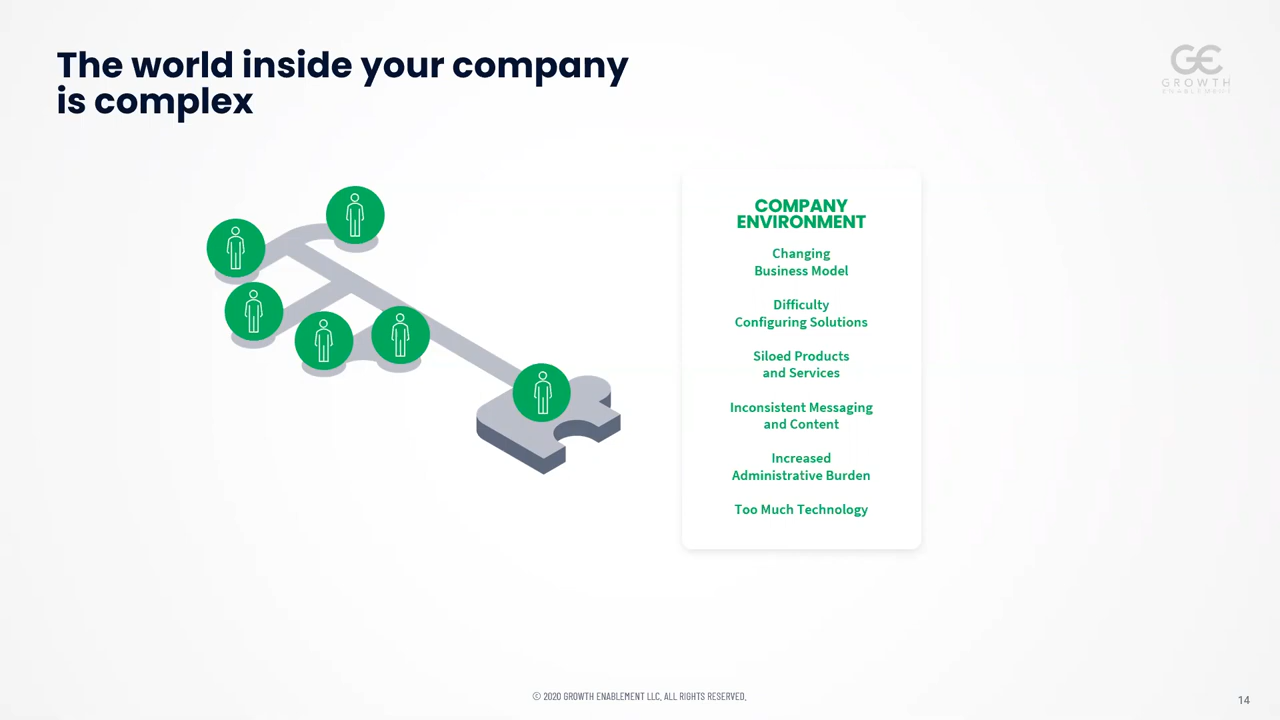 The world inside your company
is complex
GE
GROWTH
ENABLEMENT
COMPANY
ENVIRONMENT
Changing
Business Model
Difficulty
Configuring Solutions
Siloed Products
and Services
Inconsistent Messaging
and Content
Increased
Administrative Burden
Too Much Technology
© 2020 GROWTH ENABLEMENT LLC. ALL RIGHTS RESERVED.
14